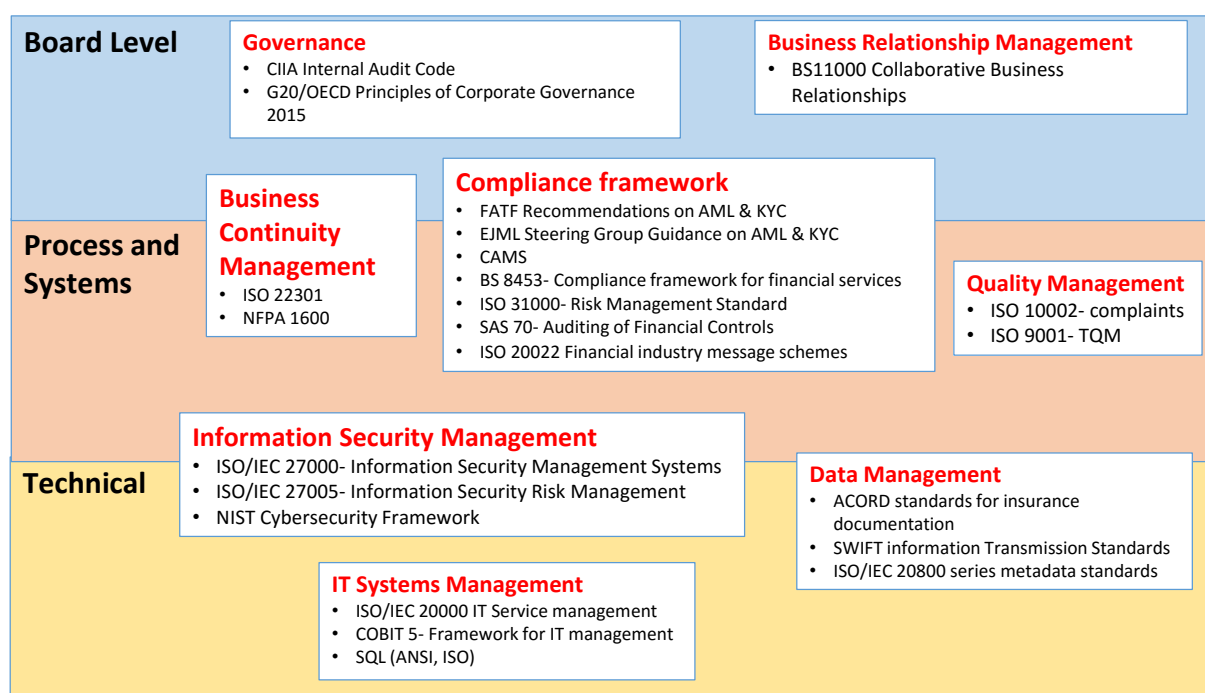 Board Level
Governance
• CIIA Internal Audit Code
• G20/OECD Principles of Corporate Governance
2015
Business Relationship Management
• BS11000 Collaborative Business
Relationships
Process and
Systems
Business
Continuity
Management
• ISO 22301
• NFPA 1600
Compliance framework
• FATF Recommendations on AML & KYC
• EJML Steering Group Guidance on AML & KYC
• CAMS
• BS 8453- Compliance framework for financial services
• ISO 31000- Risk Management Standard
• SAS 70- Auditing of Financial Controls
• ISO 20022 Financial industry message schemes
Quality Management
• ISO 10002- complaints
• ISO 9001- TQM
Technical
Information Security Management
• ISO/IEC 27000- Information Security Management Systems
• ISO/IEC 27005- Information Security Risk Management
• NIST Cybersecurity Framework
Data Management
• ACORD standards for insurance
documentation
• SWIFT information Transmission Standards
• ISO/IEC 20800 series metadata standards
IT Systems Management
• ISO/IEC 20000 IT Service management
• COBIT 5- Framework for IT management
• SQL (ANSI, ISO)